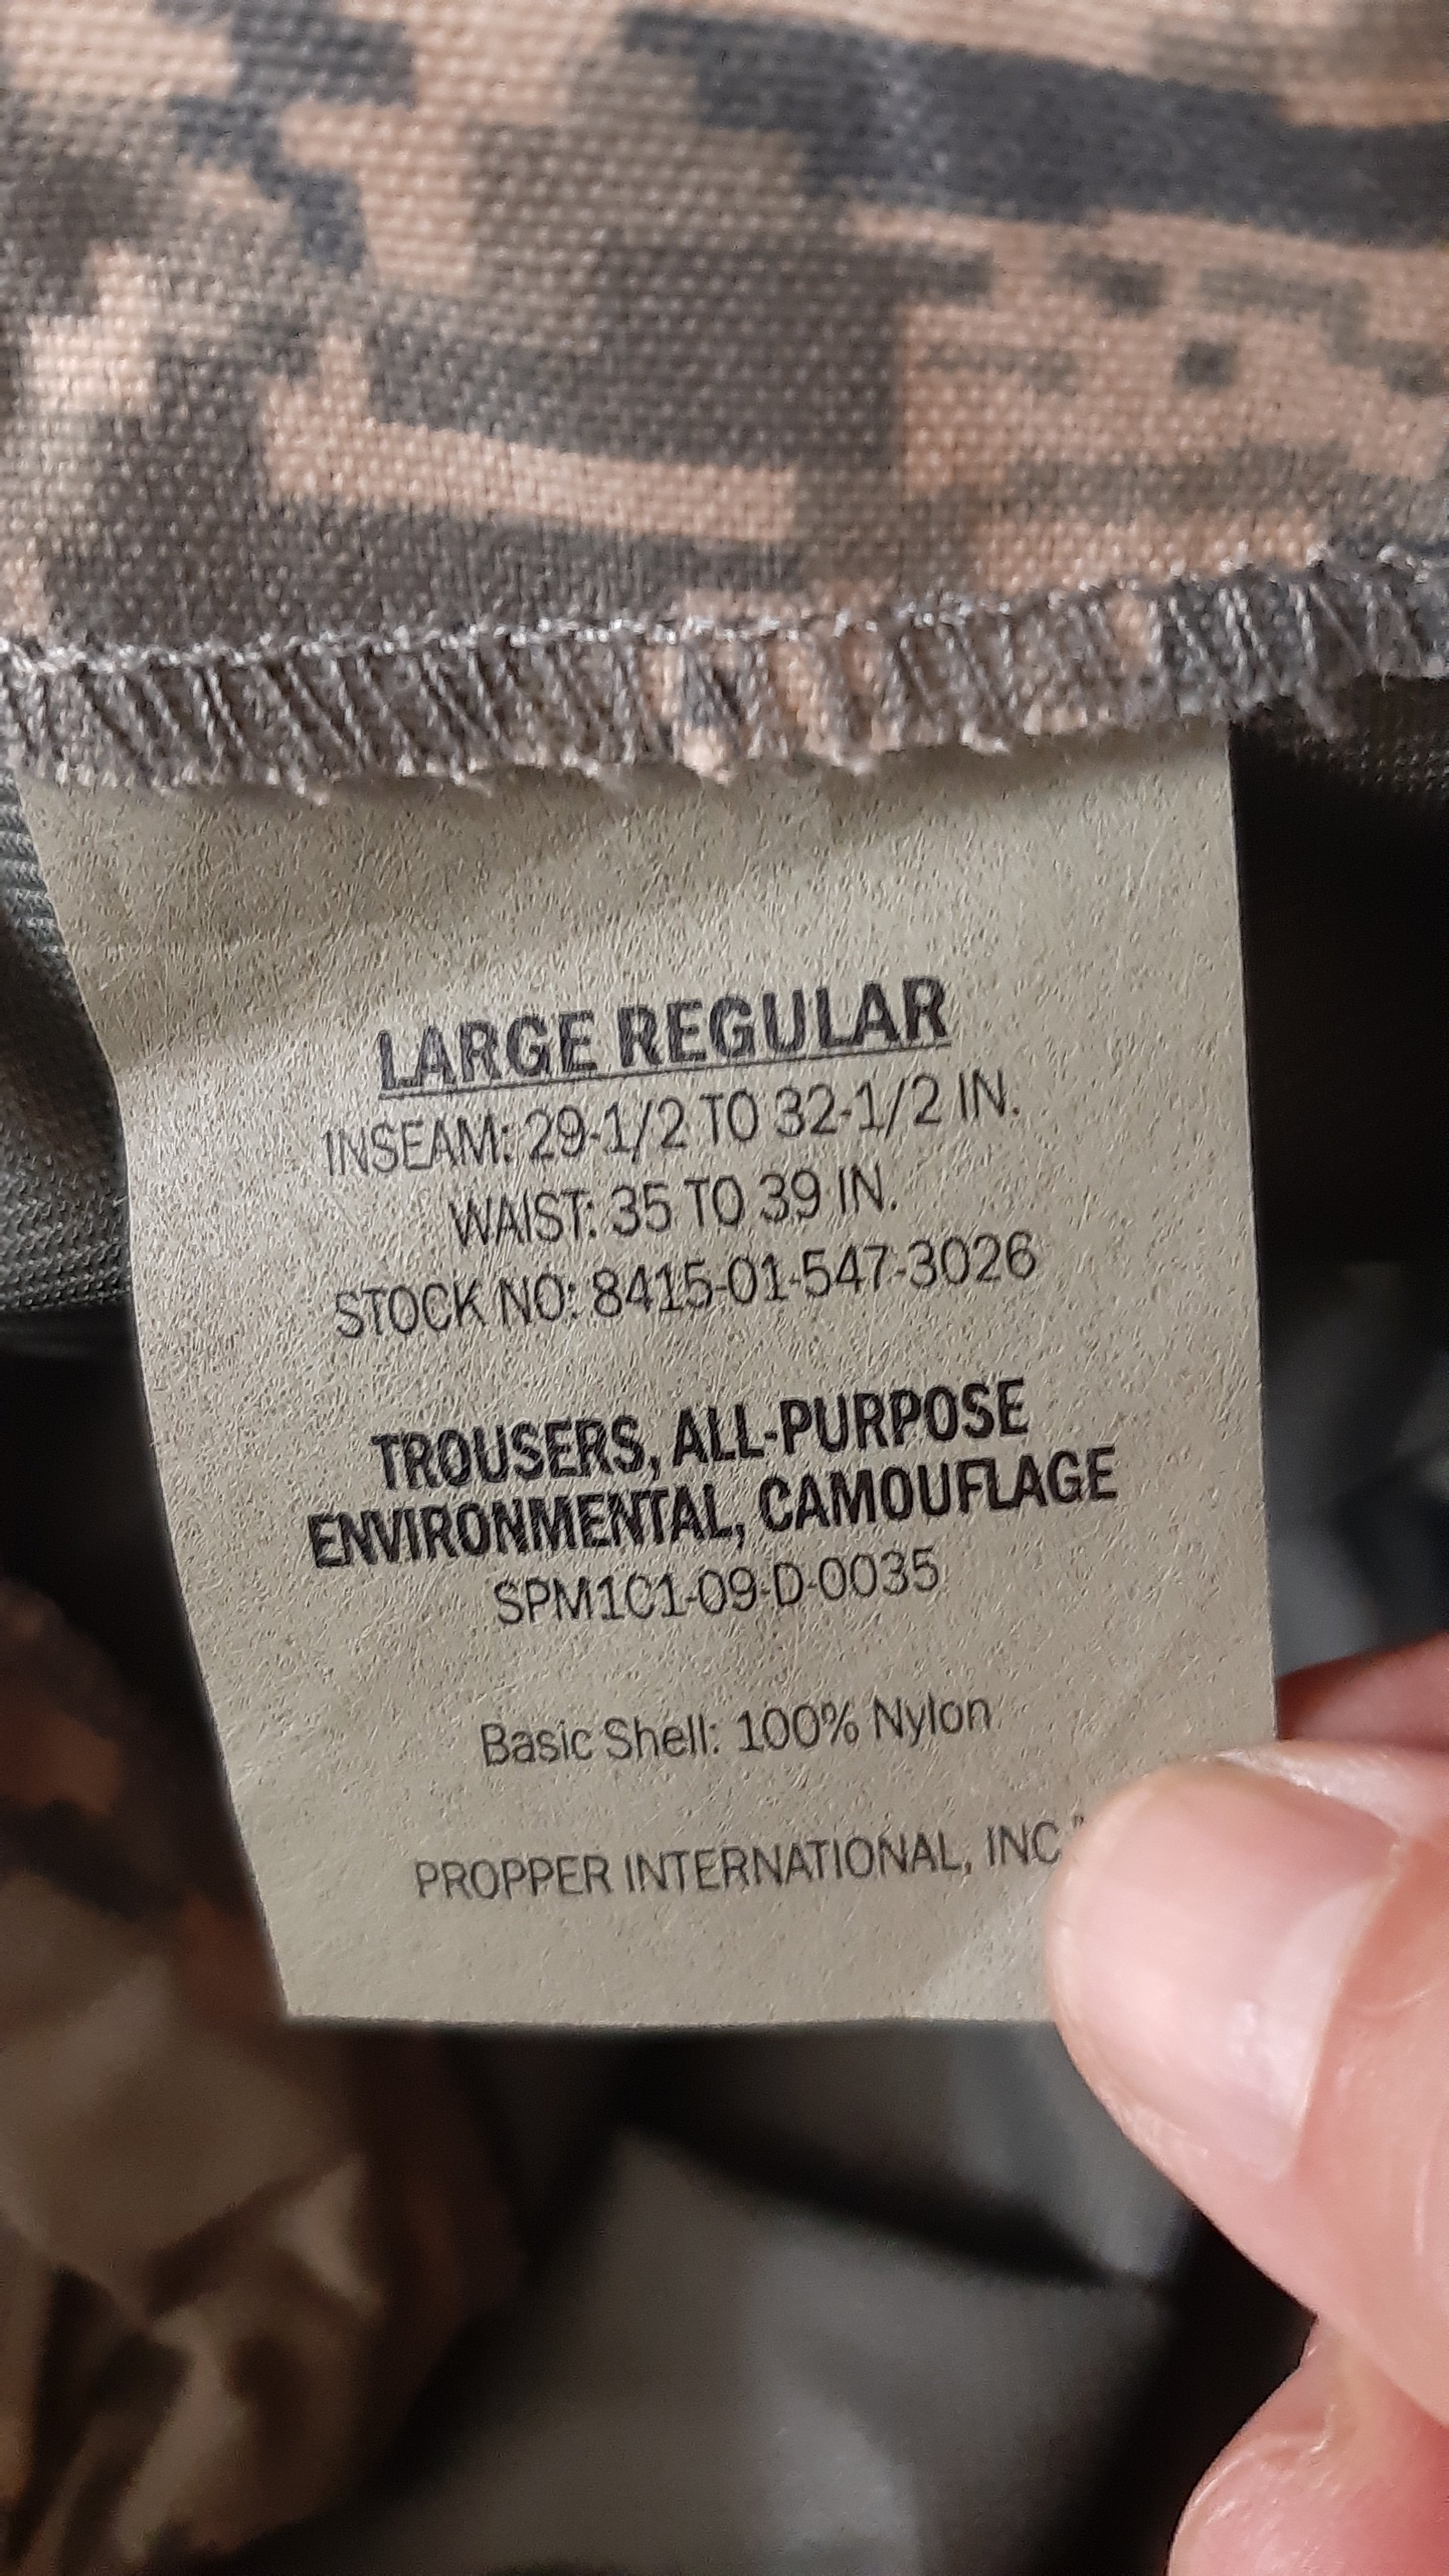 LARGE REGULAR
INSEAM: 29-1/2 TO 32-1/2 IN.
WAIST: 35 TO 39 IN.
STOCK NO: 8415-01-547-3026
TROUSERS, ALL-PURPOSE
ENVIRONMENTAL, CAMOUFLAGE
SPM1C1-09-D-0035
Basic Shell: 100% Nylon
PROPPER INTERNATIONAL, INC